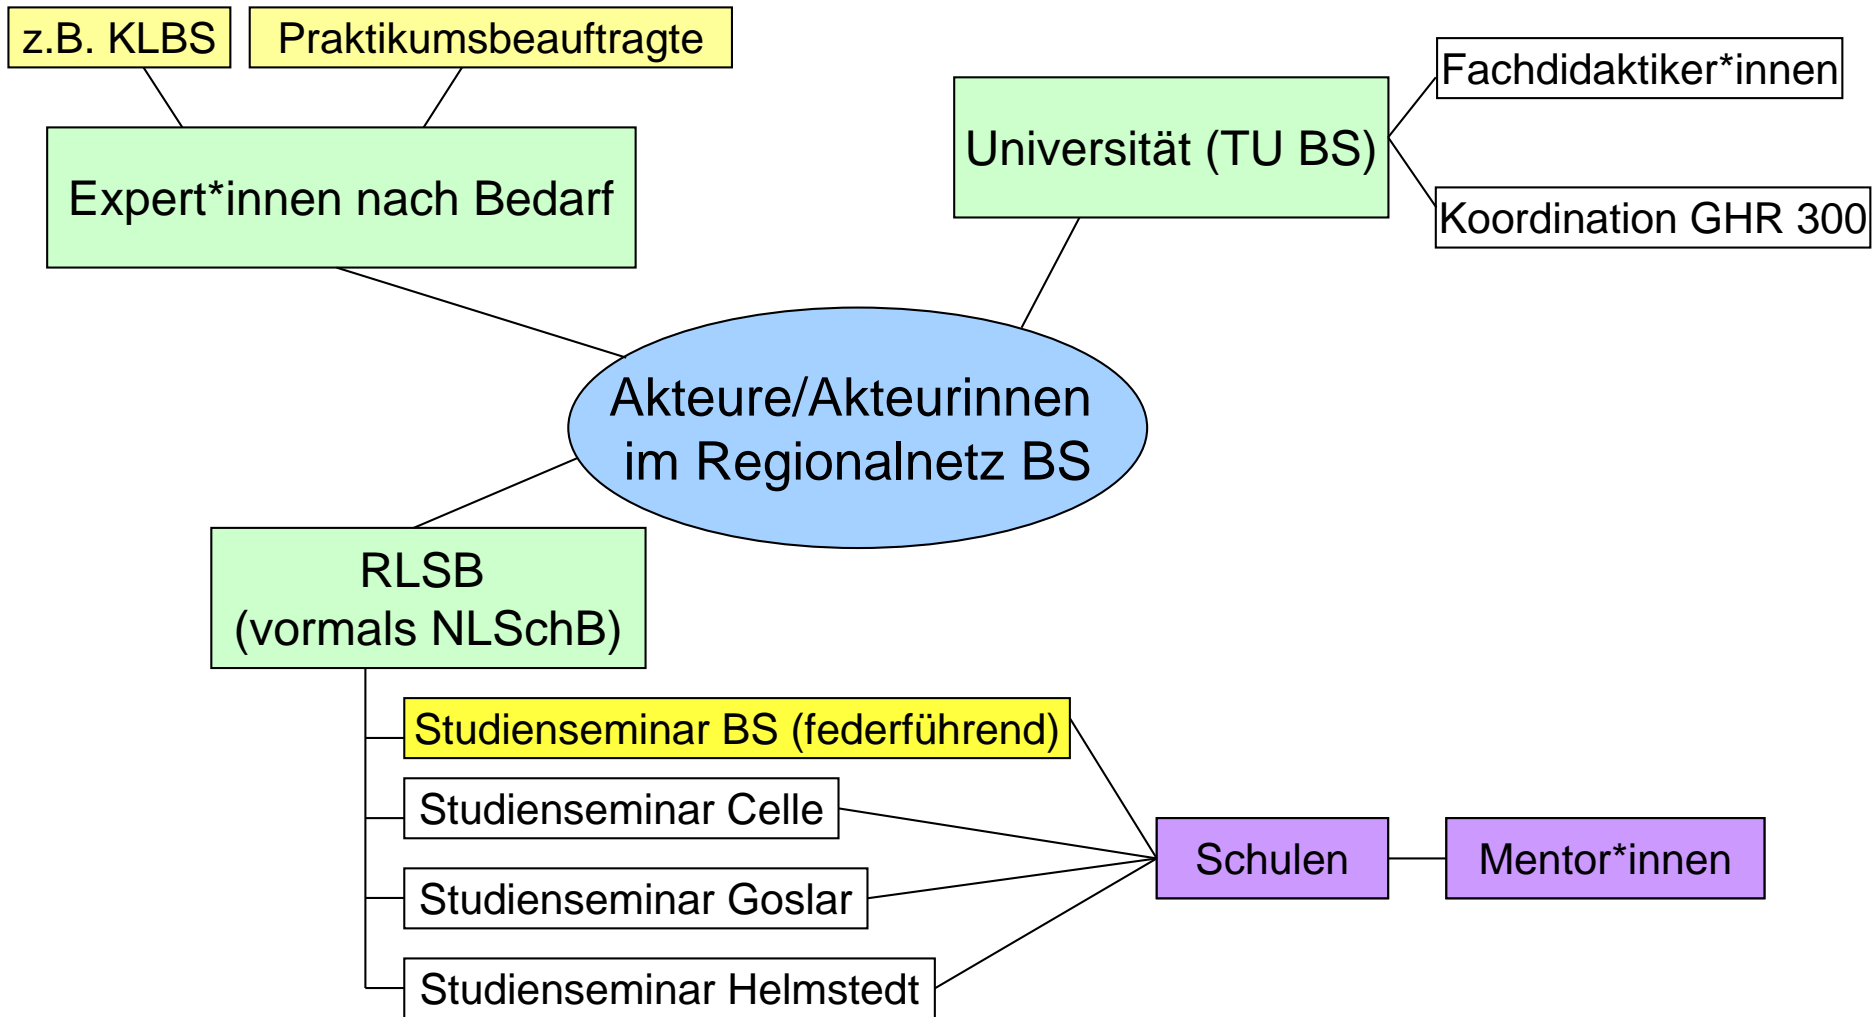 z.B. KLBS
Praktikumsbeauftragte
Fachdidaktiker*innen
Universität (TU BS)
Expert*innen nach Bedarf
Koordination GHR 300
Akteure/Akteurinnen
im Regionalnetz BS
RLSB
(vormals NLSchB)
Studienseminar BS (federführend)
Studienseminar Celle
Schulen
Mentor*innen
Studienseminar Goslar
Studienseminar Helmstedt